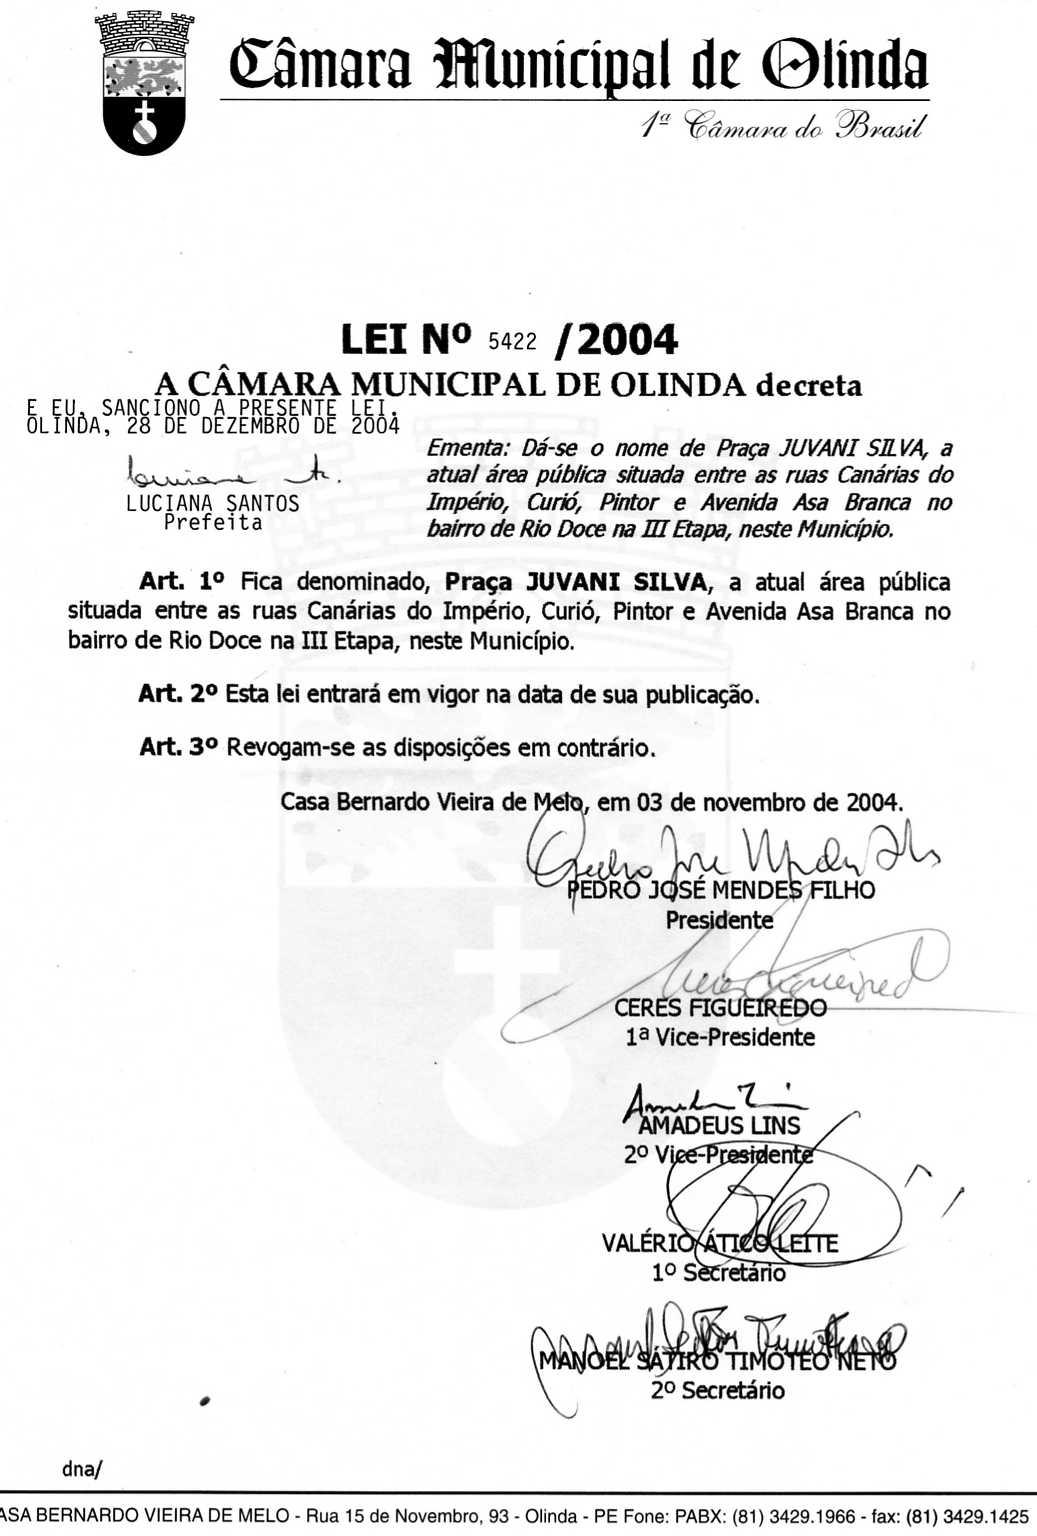 Câmara Municipal de Olinda
1ª Câmara do Brasil
LEI Nº 5422 /2004
A CÂMARA MUNICIPAL DE OLINDA decreta
E EU, SANCIONO A PRESENTE LEI.
OLINDA, 28 DE DEZEMBRO DE 2004
LUCIANA SANTOS
Prefeita
Ementa: Dá-se o nome de Praça JUVANI SILVA, a
atual área pública situada entre as ruas Canárias do
Império, Curió, Pintor e Avenida Asa Branca no
bairro de Rio Doce na III Etapa, neste Município.
Art. 1º Fica denominado, Praça JUVANI SILVA, a atual área pública
situada entre as ruas Canárias do Império, Curió, Pintor e Avenida Asa Branca no
bairro de Rio Doce na III Etapa, neste Município.
Art. 2º Esta lei entrará em vigor na data de sua publicação.
Art. 3º Revogam-se as disposições em contrário.
Casa Bernardo Vieira de Melo, em 03 de novembro de 2004.
PEDRO JOSÉ MENDES FILHO
Presidente
CERES FIGUEIREDO
1ª Vice-Presidente
AMADEUS LINS
2º Vice-Presidente
VALÉRIO ÁTICO LEITE
1º Secretário
MANOEL SÁTIRO TIMÓTEO NETO
2º Secretário
dna/
ASA BERNARDO VIEIRA DE MELO - Rua 15 de Novembro, 93 - Olinda - PE Fone: PABX: (81) 3429.1966 - fax: (81) 3429.1425